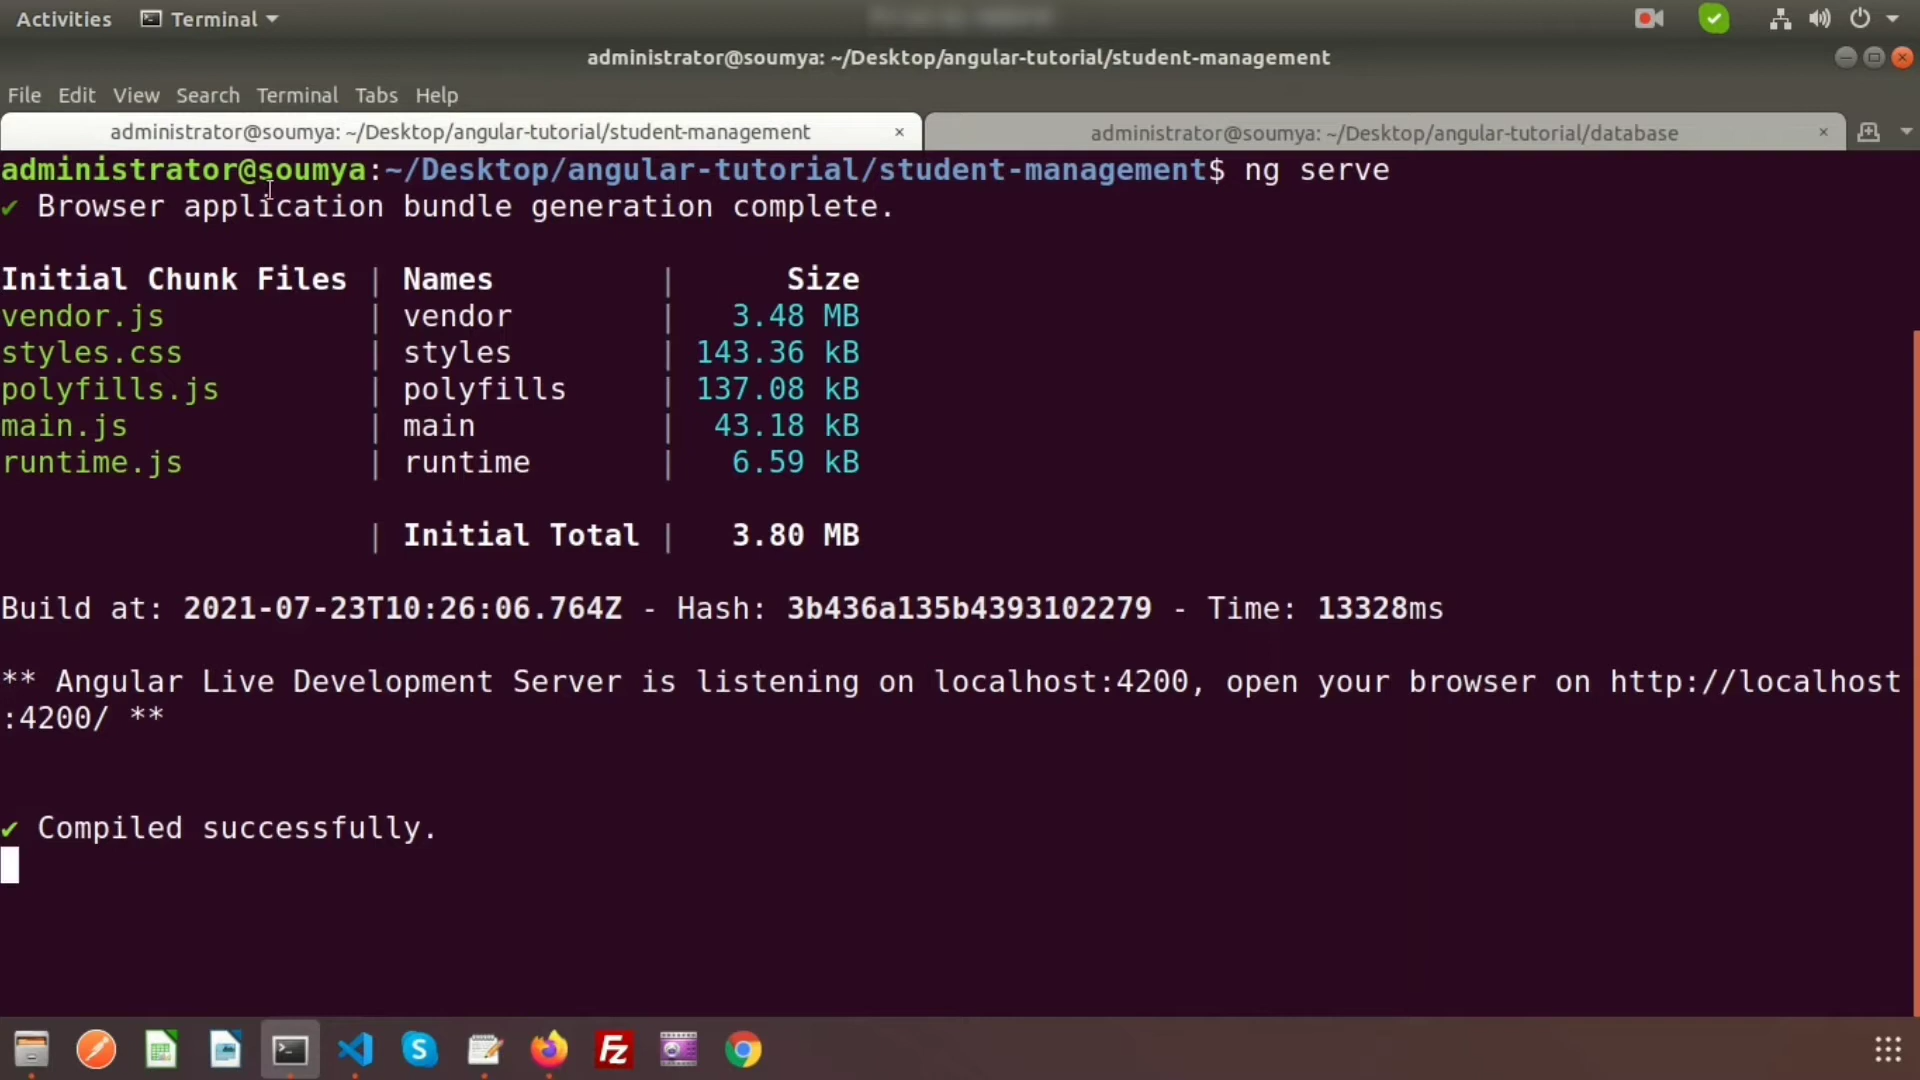 Activities Terminal
administrator@soumya: ~/Desktop/angular-tutorial/student-management
File Edit View Search Terminal Tabs Help
administrator@soumya: ~/Desktop/angular-tutorial/student-management × administrator@soumya: ~/Desktop/angular-tutorial/database ×
administrator@soumya:~/Desktop/angular-tutorial/student-management$ ng serve
✔ Browser application bundle generation complete.
Initial Chunk Files | Names | Size
vendor.js | vendor | 3.48 MB
styles.css | styles | 143.36 kB
polyfills.js | polyfills | 137.08 kB
main.js | main | 43.18 kB
runtime.js | runtime | 6.59 kB
| Initial Total | 3.80 MB
Build at: 2021-07-23T10:26:06.764Z - Hash: 3b436a135b4393102279 - Time: 13328ms
** Angular Live Development Server is listening on localhost:4200, open your browser on http://localhost
:4200/ **
✔ Compiled successfully.